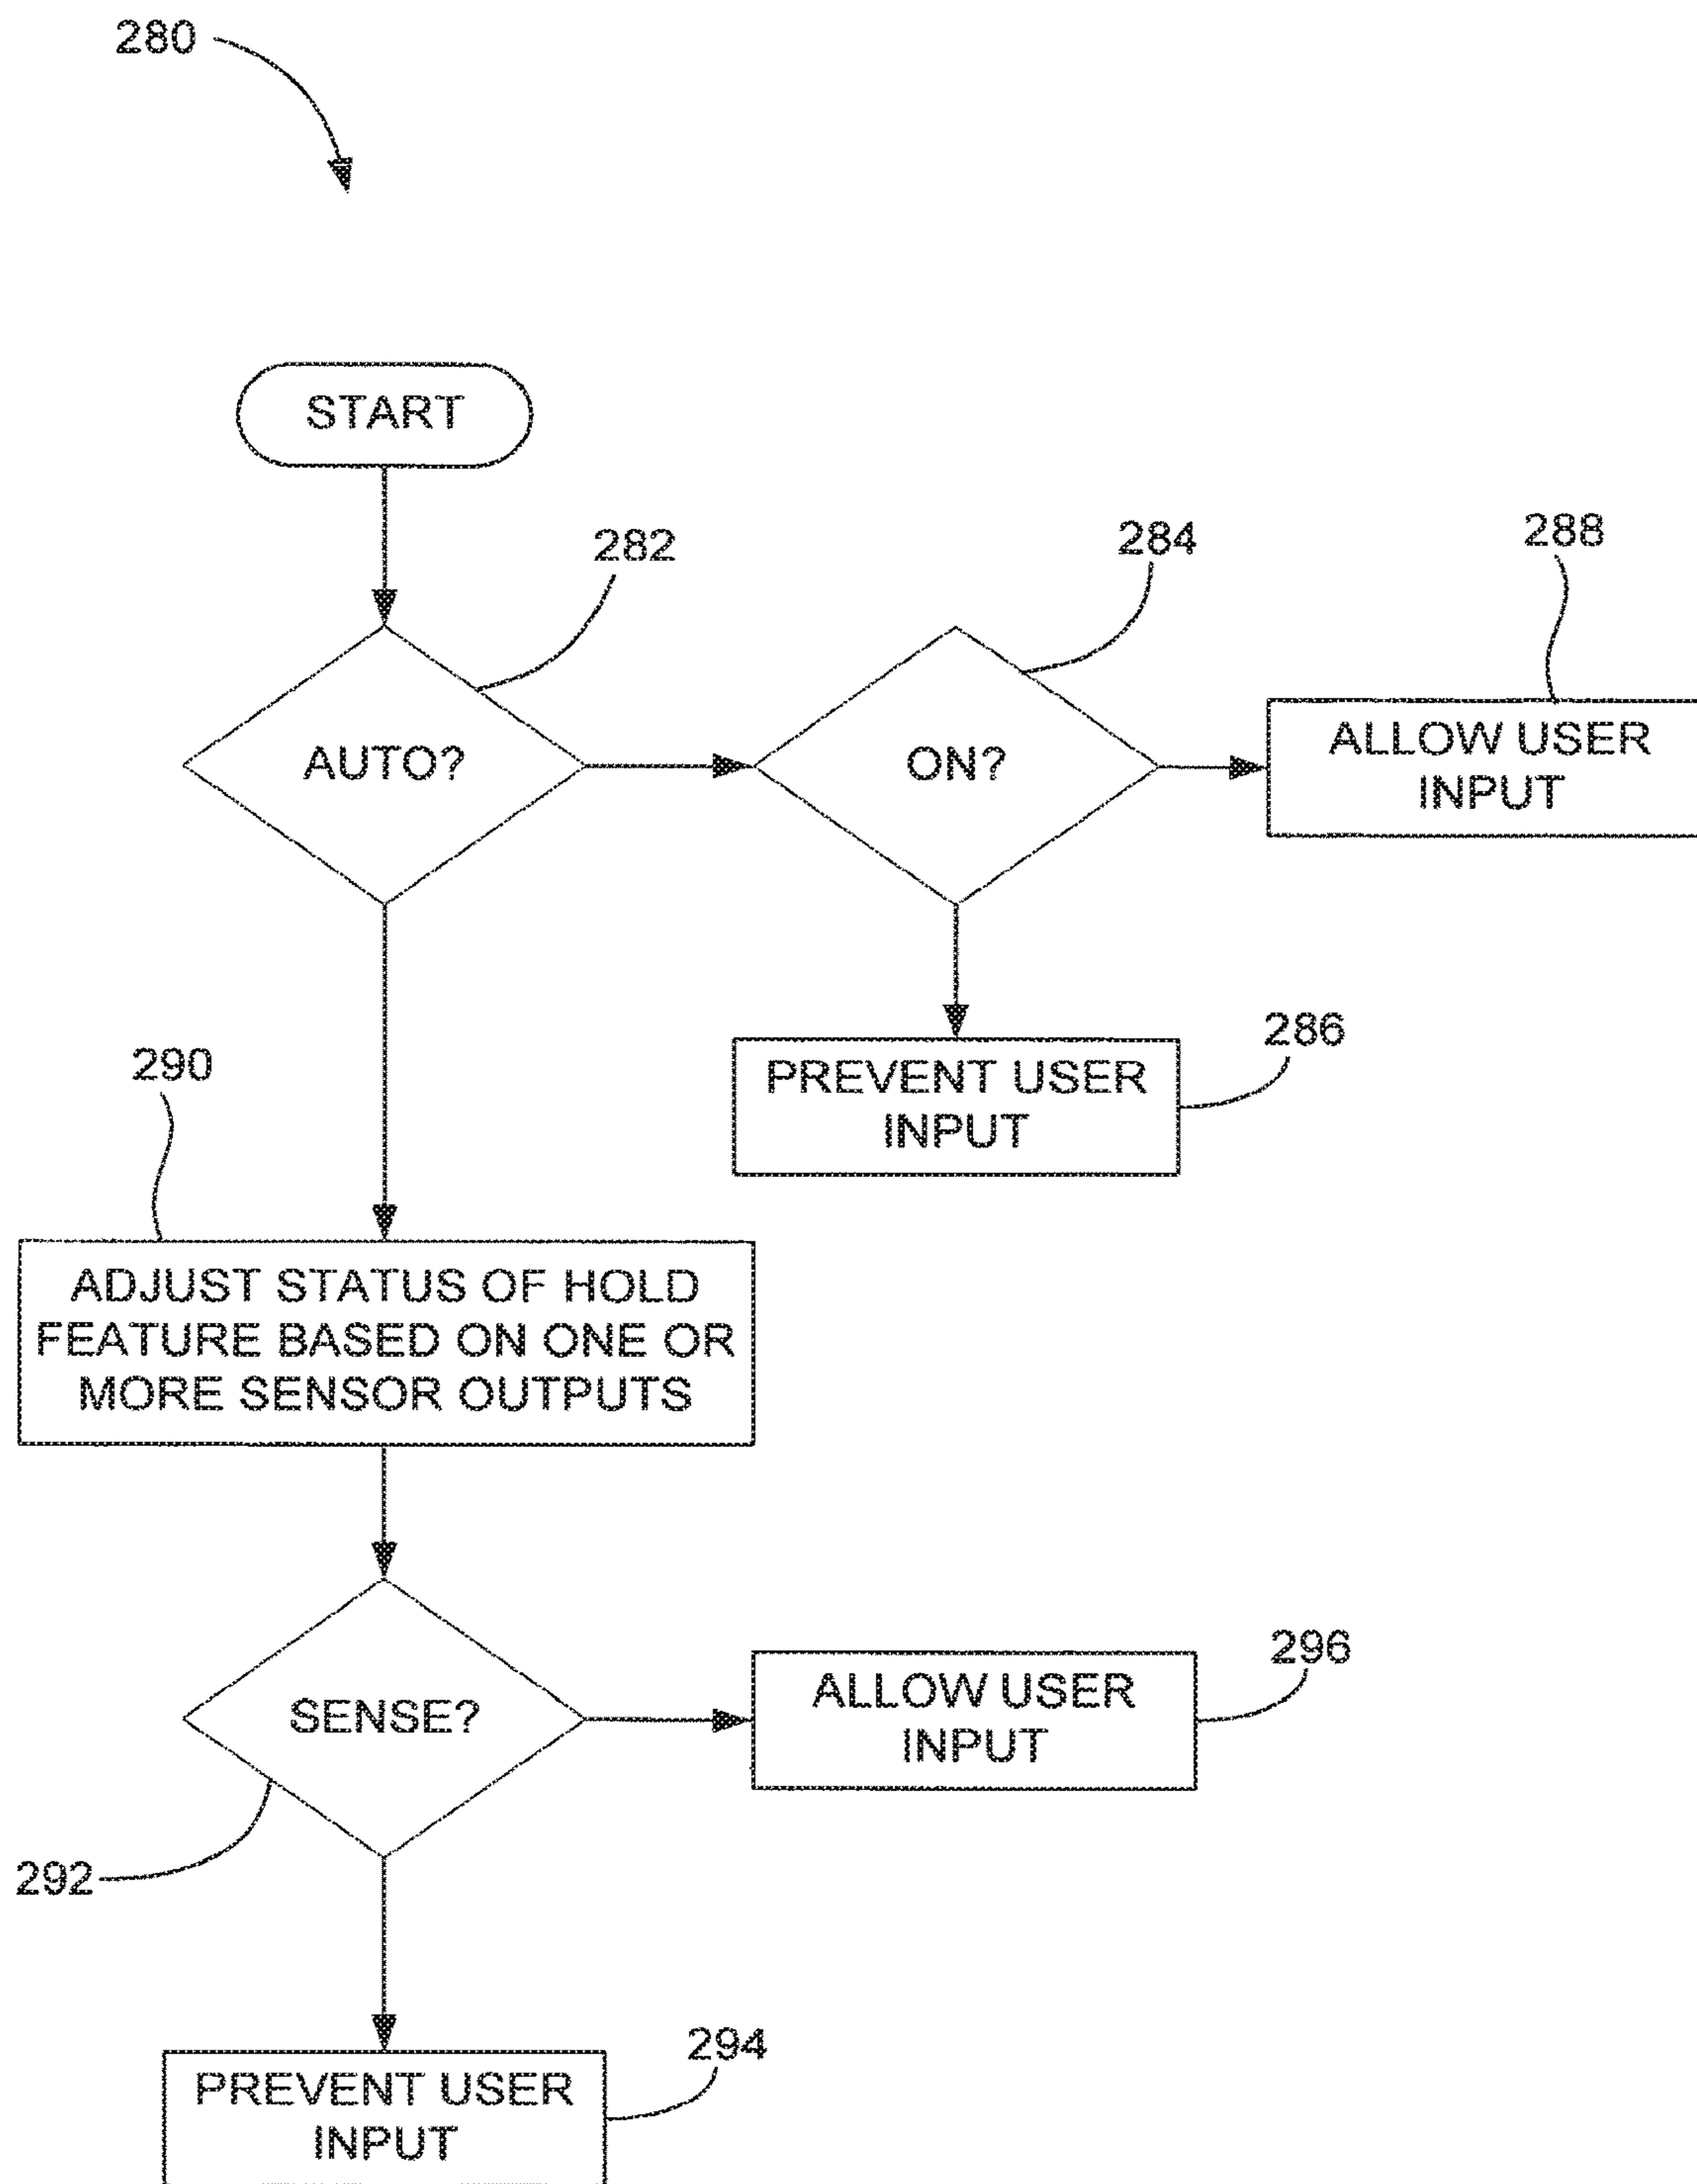 280
START
282
284
288
AUTO?
ON?
ALLOW USER
INPUT
286
PREVENT USER
INPUT
290
ADJUST STATUS OF HOLD
FEATURE BASED ON ONE OR
MORE SENSOR OUTPUTS
296
SENSE?
ALLOW USER
INPUT
292
294
PREVENT USER
INPUT